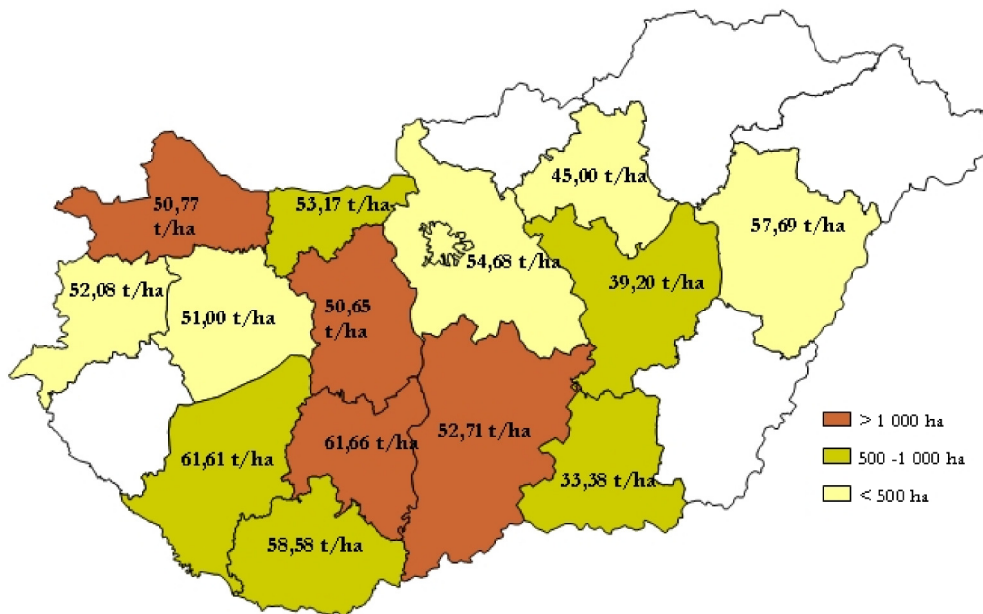 45,00 t/ha
50,77
t/ha
53,17 t/ha
57,69 t/ha
54,68 t/ha
39,20 t/ha
52,08 t/ha
51,00 t/ha
50,65
t/ha
> 1 000 ha
52,71 t/ha
61,66 t/ha
61,61 t/ha
500 -1 000 ha
33,38 t/ha
< 500 ha
58,58 t/ha